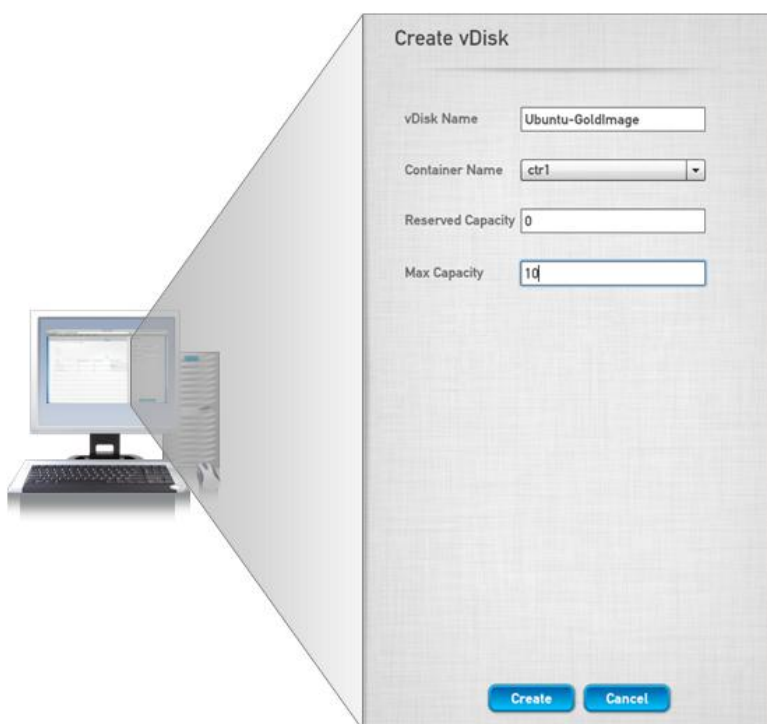 Create vDisk
vDisk Name Ubuntu-GoldImage
Container Name ctr1
Reserved Capacity 0
Max Capacity 10
Create Cancel